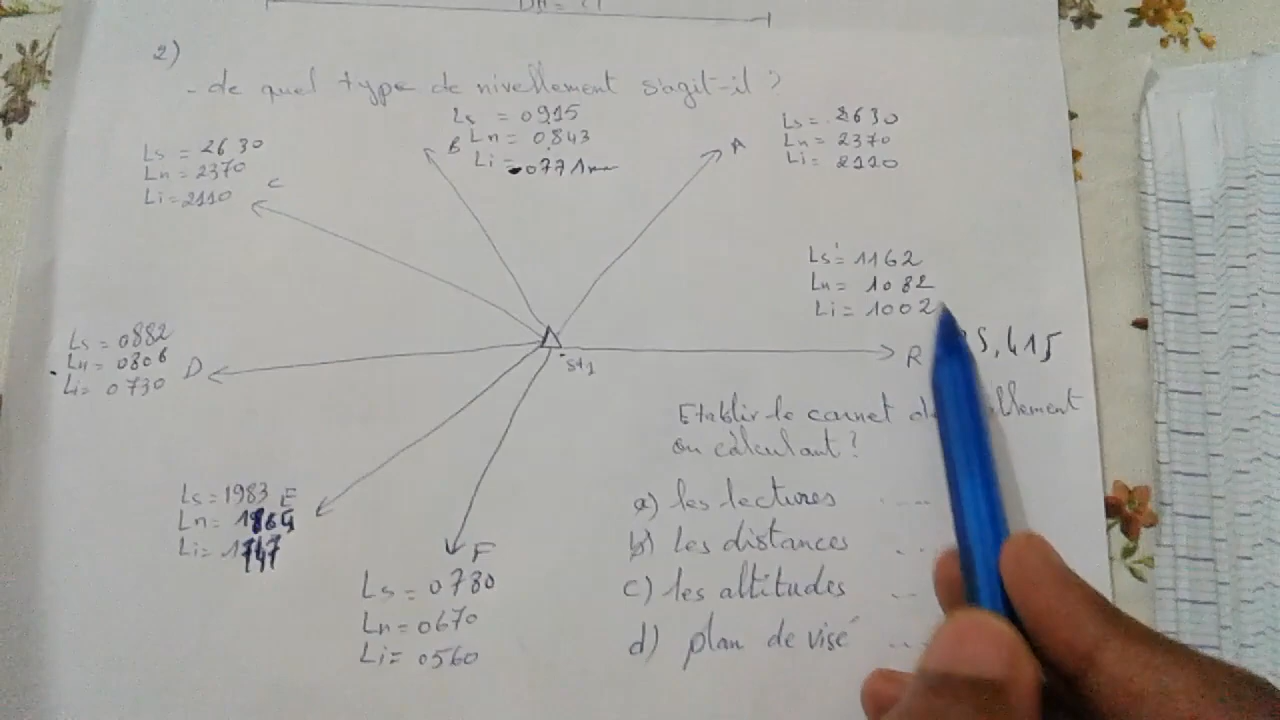 2)
- de quel type de nivellement s'agit-il ?
Ls = 2630
Ln = 2370
Li = 2110
C
Ls = 0915
Ln = 0843
Li = 0771mm
B
A
Ls = 2630
Ln = 2370
Li = 2110
Ls = 1162
Ln = 1082
Li = 1002
R
5,415
st1
Ls = 0882
Ln = 0806
Li = 0730
D
Ls = 1983
Ln = 1864
Li = 1747
E
F
Ls = 0780
Ln = 0670
Li = 0560
Etablir le carnet de
en calculant ?
a) les lectures ....
b) les distances ...
c) les altitudes ..
d) plan de visé ..